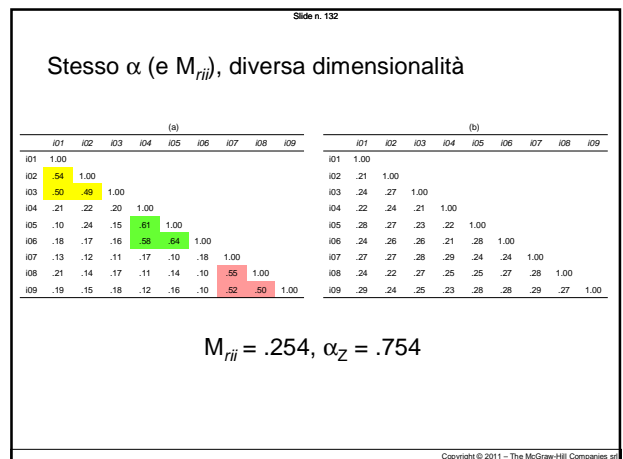 Slide n. 132
Stesso α (e M_rii), diversa dimensionalità
(a)
i01 i02 i03 i04 i05 i06 i07 i08 i09
i01 1.00
i02 .54 1.00
i03 .50 .49 1.00
i04 .21 .22 .20 1.00
i05 .10 .24 .15 .61 1.00
i06 .18 .17 .16 .58 .64 1.00
i07 .13 .12 .11 .17 .10 .18 1.00
i08 .21 .14 .17 .11 .14 .10 .55 1.00
i09 .19 .15 .18 .12 .16 .10 .52 .50 1.00
(b)
i01 i02 i03 i04 i05 i06 i07 i08 i09
i01 1.00
i02 .21 1.00
i03 .24 .27 1.00
i04 .22 .24 .21 1.00
i05 .28 .27 .23 .22 1.00
i06 .24 .26 .26 .21 .28 1.00
i07 .27 .27 .28 .29 .24 .24 1.00
i08 .24 .22 .27 .25 .25 .27 .28 1.00
i09 .29 .24 .25 .23 .28 .28 .29 .27 1.00
M_rii = .254, α_Z = .754
Copyright © 2011 – The McGraw-Hill Companies srl